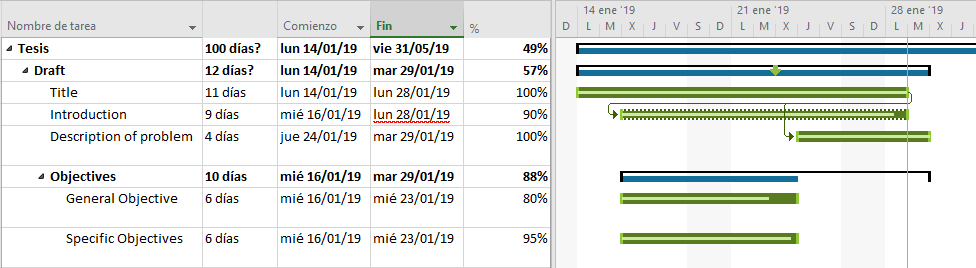 Nombre de tarea Comienzo Fin % 14 ene '19 21 ene '19 28 ene '19
D L M X J V S D L M X J V S D L M X
Tesis 100 días? lun 14/01/19 vie 31/05/19 49%
Draft 12 días? lun 14/01/19 mar 29/01/19 57%
Title 11 días lun 14/01/19 lun 28/01/19 100%
Introduction 9 días mié 16/01/19 lun 28/01/19 90%
Description of problem 4 días jue 24/01/19 mar 29/01/19 100%
Objectives 10 días mié 16/01/19 mar 29/01/19 88%
General Objective 6 días mié 16/01/19 mié 23/01/19 80%
Specific Objectives 6 días mié 16/01/19 mié 23/01/19 95%